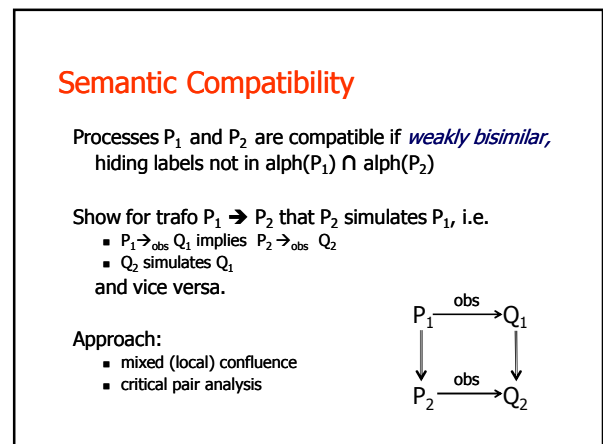 Semantic Compatibility
Processes P₁ and P₂ are compatible if weakly bisimilar,
hiding labels not in alph(P₁) ∩ alph(P₂)
Show for trafo P₁ ➔ P₂ that P₂ simulates P₁, i.e.
▪ P₁→obs Q₁ implies P₂ →obs Q₂
▪ Q₂ simulates Q₁
and vice versa.
Approach:
▪ mixed (local) confluence
▪ critical pair analysis
obs
P₁ Q₁
obs
P₂ Q₂